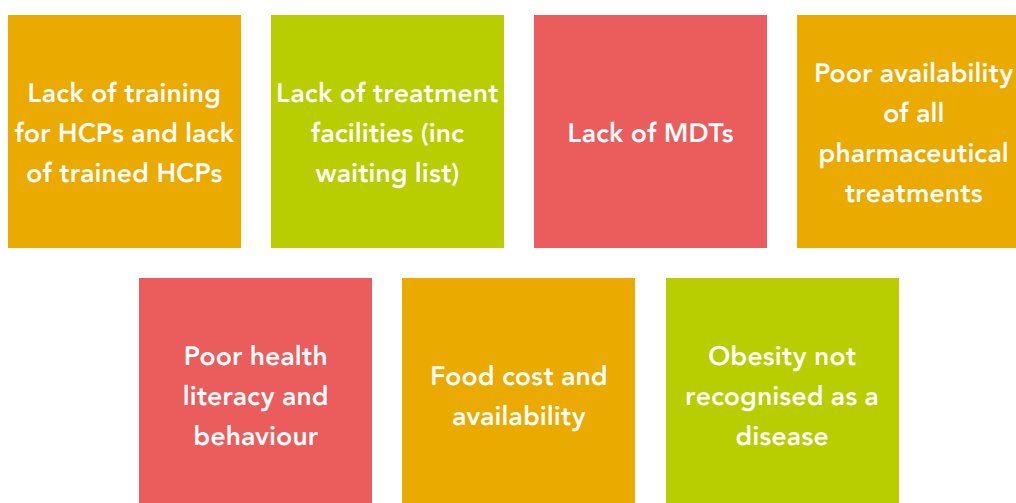 Lack of training
for HCPs and lack
of trained HCPs
Lack of treatment
facilities (inc
waiting list)
Lack of MDTs
Poor availability
of all
pharmaceutical
treatments
Poor health
literacy and
behaviour
Food cost and
availability
Obesity not
recognised as a
disease